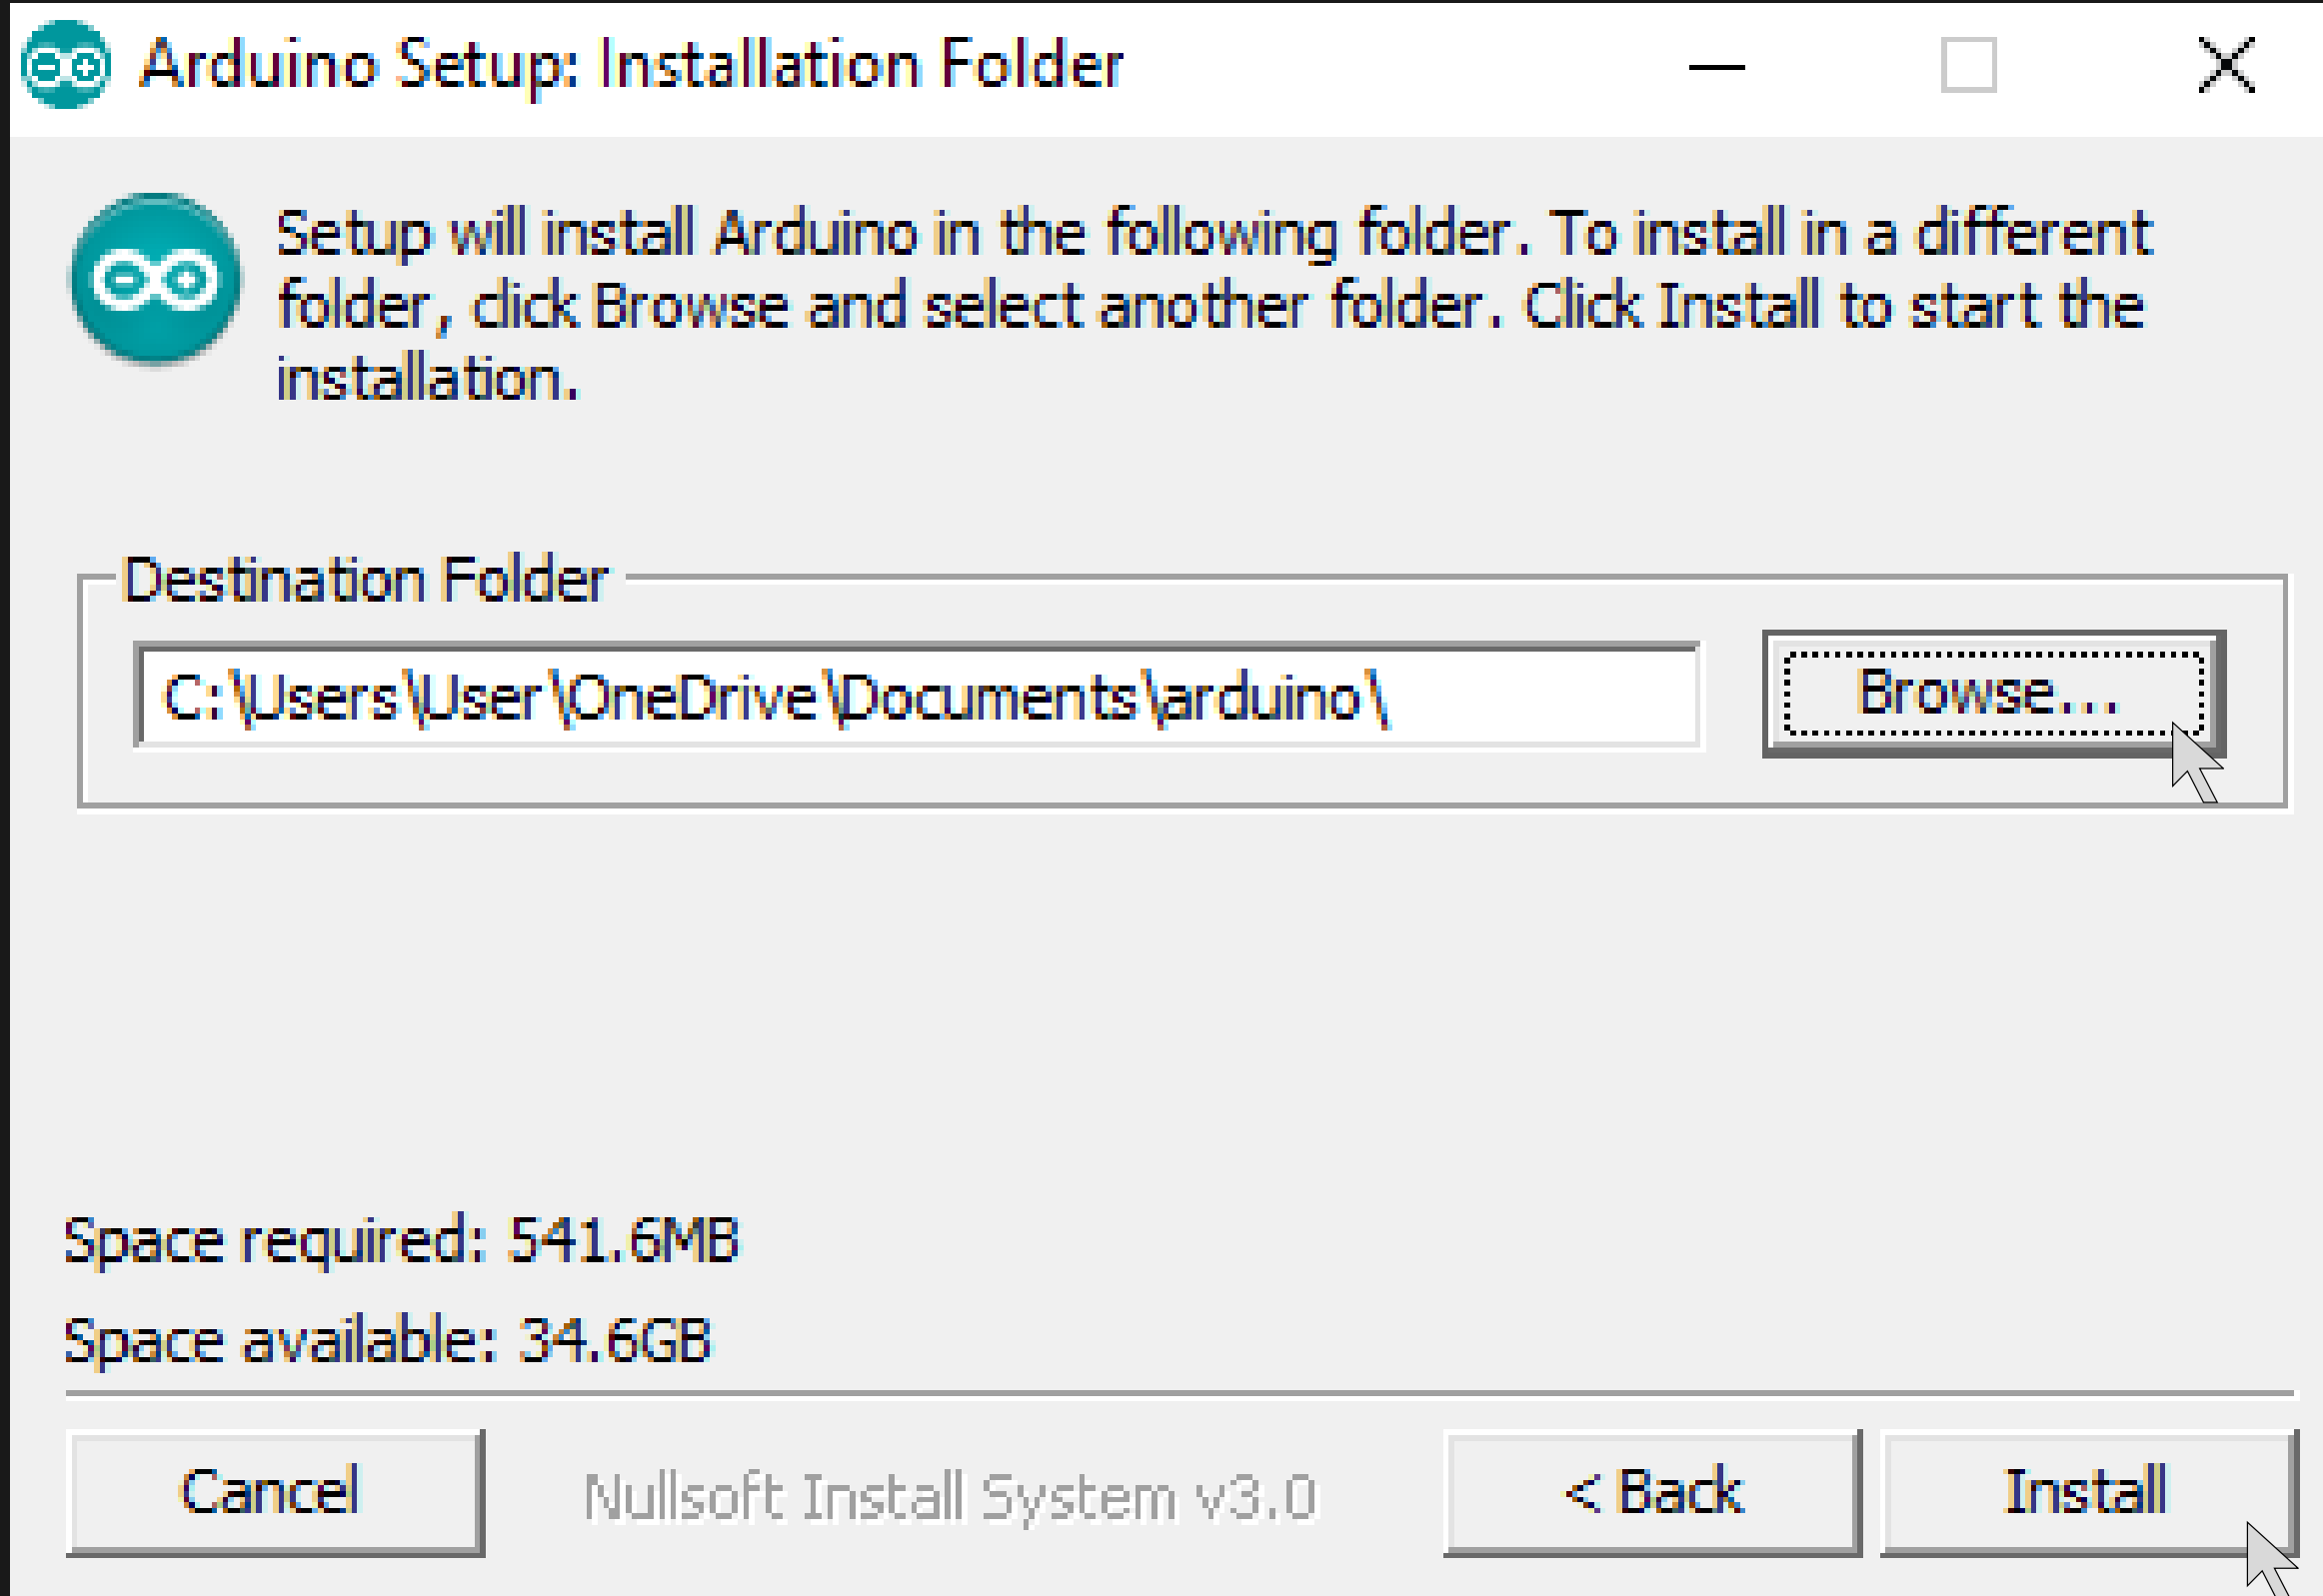 Arduino Setup: Installation Folder
Setup will install Arduino in the following folder. To install in a different
folder, click Browse and select another folder. Click Install to start the
installation.
Destination Folder
C:\Users\User\OneDrive\Documents\arduino\
Browse...
Space required: 541.6MB
Space available: 34.6GB
Cancel
Nullsoft Install System v3.0
< Back
Install